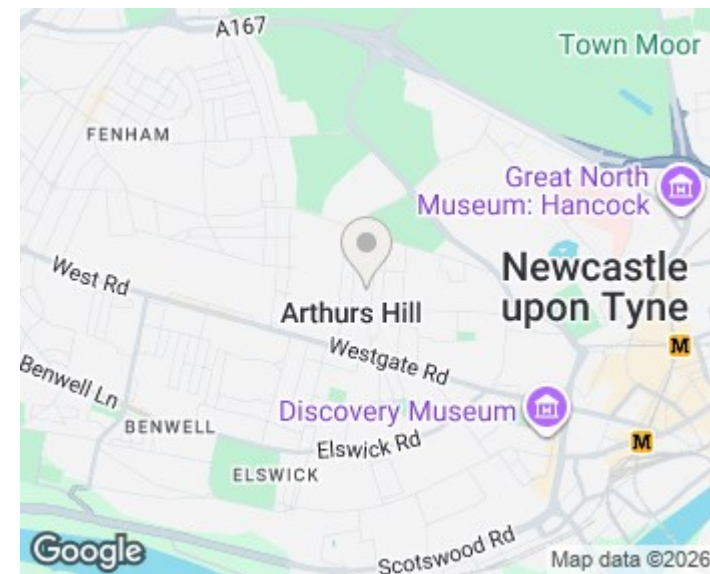 A167
Town Moor
FENHAM
Great North
Museum: Hancock
West Rd
Newcastle
upon Tyne
Arthurs Hill
Westgate Rd
M
Benwell Ln
Discovery Museum
BENWELL
Elswick Rd
M
ELSWICK
Scotswood Rd
Google
Map data ©2026